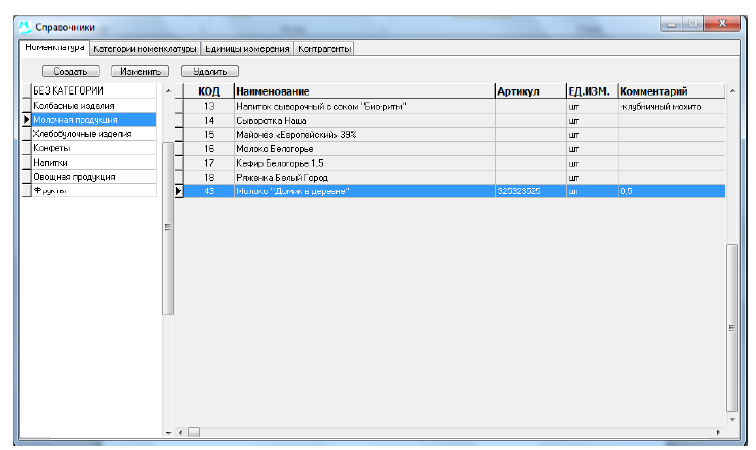 Справочники
Номенклатура Категории номенклатуры Единицы измерения Контрагенты
Создать Изменить Удалить
БЕЗ КАТЕГОРИИ
Колбасные изделия
Молочная продукция
Хлебобулочные изделия
Конфеты
Напитки
Овощная продукция
Фрукты
КОД Наименование Артикул ЕД.ИЗМ. Комментарий
13 Напиток сывороточный с соком "Био-ритм" шт клубничный мохито
14 Сыворотка Наша шт
15 Майонез «Европейский» 39% шт
16 Молоко Белогорье шт
17 Кефир Белогорье 1,5 шт
18 Ряженка Белый Город шт
43 Молоко "Домик в деревне" 325323525 шт 0,5